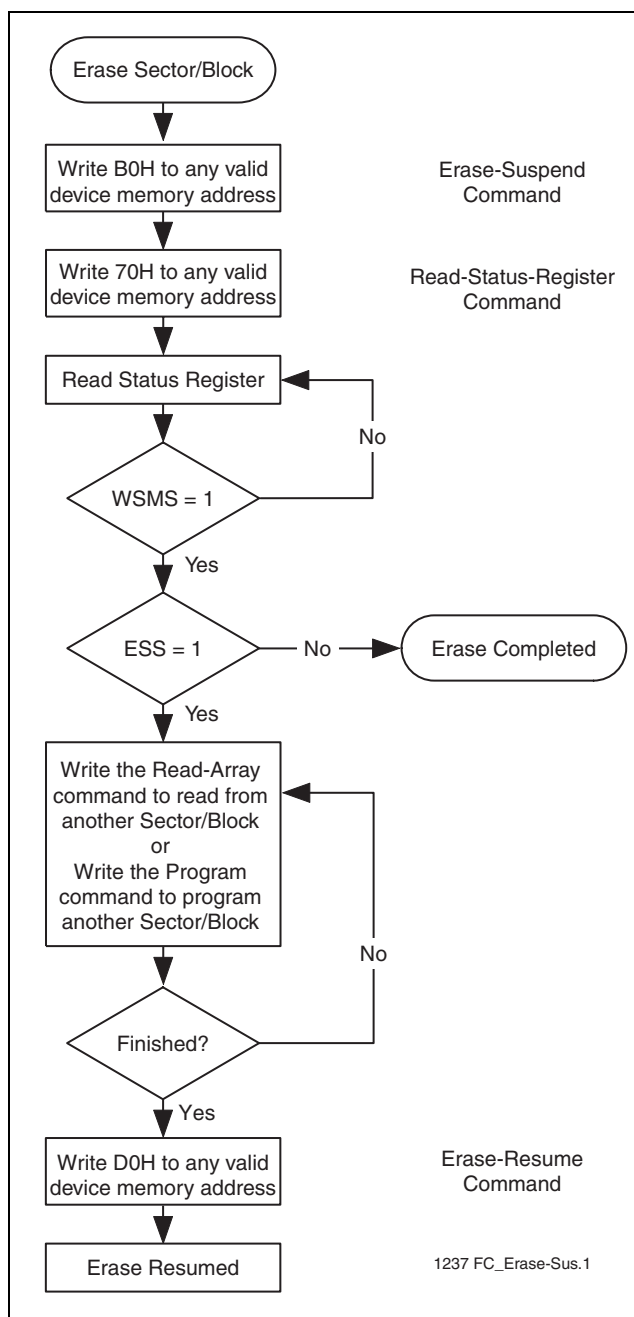 Erase Sector/Block
Write B0H to any valid
device memory address
Erase-Suspend
Command
Write 70H to any valid
device memory address
Read-Status-Register
Command
Read Status Register
No
WSMS = 1
Yes
ESS = 1
No
Erase Completed
Yes
Write the Read-Array
command to read from
another Sector/Block
or
Write the Program
command to program
another Sector/Block
No
Finished?
Yes
Write D0H to any valid
device memory address
Erase-Resume
Command
Erase Resumed
1237 FC_Erase-Sus.1